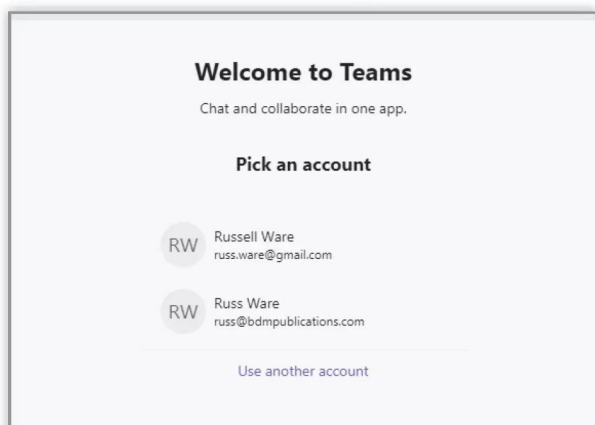 Welcome to Teams
Chat and collaborate in one app.
Pick an account
RW
Russell Ware
russ.ware@gmail.com
RW
Russ Ware
russ@bdmpublications.com
Use another account